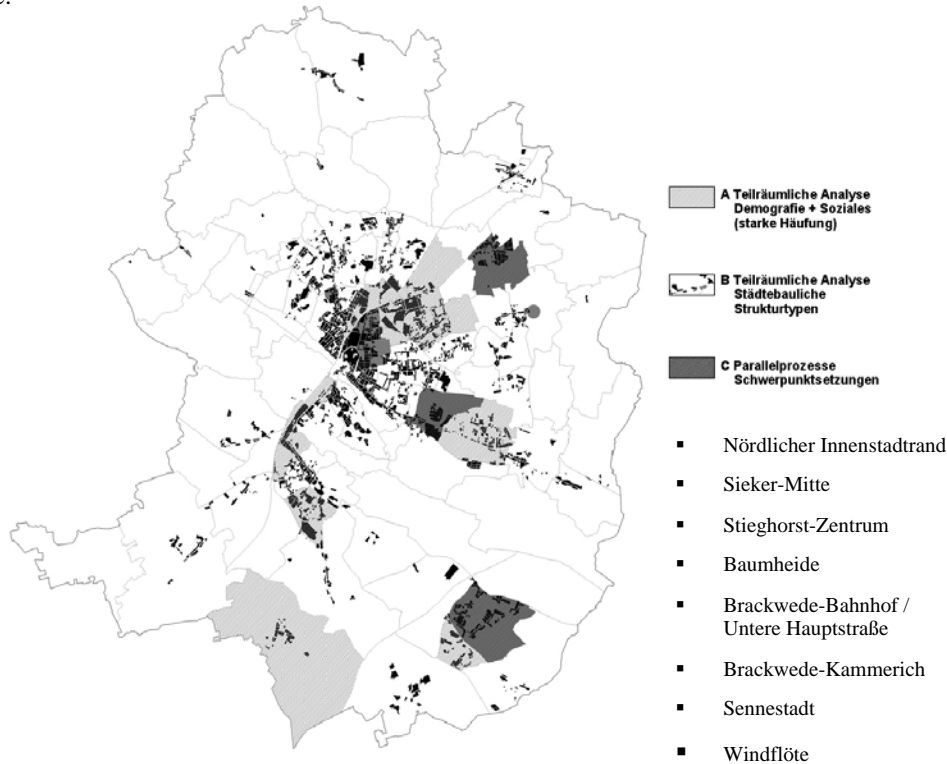 A Teilräumliche Analyse
Demografie + Soziales
(starke Häufung)
B Teilräumliche Analyse
Städtebauliche
Strukturtypen
C Parallelprozesse
Schwerpunktsetzungen
▪ Nördlicher Innenstadtrand
▪ Sieker-Mitte
▪ Stieghorst-Zentrum
▪ Baumheide
▪ Brackwede-Bahnhof /
Untere Hauptstraße
▪ Brackwede-Kammerich
▪ Sennestadt
▪ Windflöte